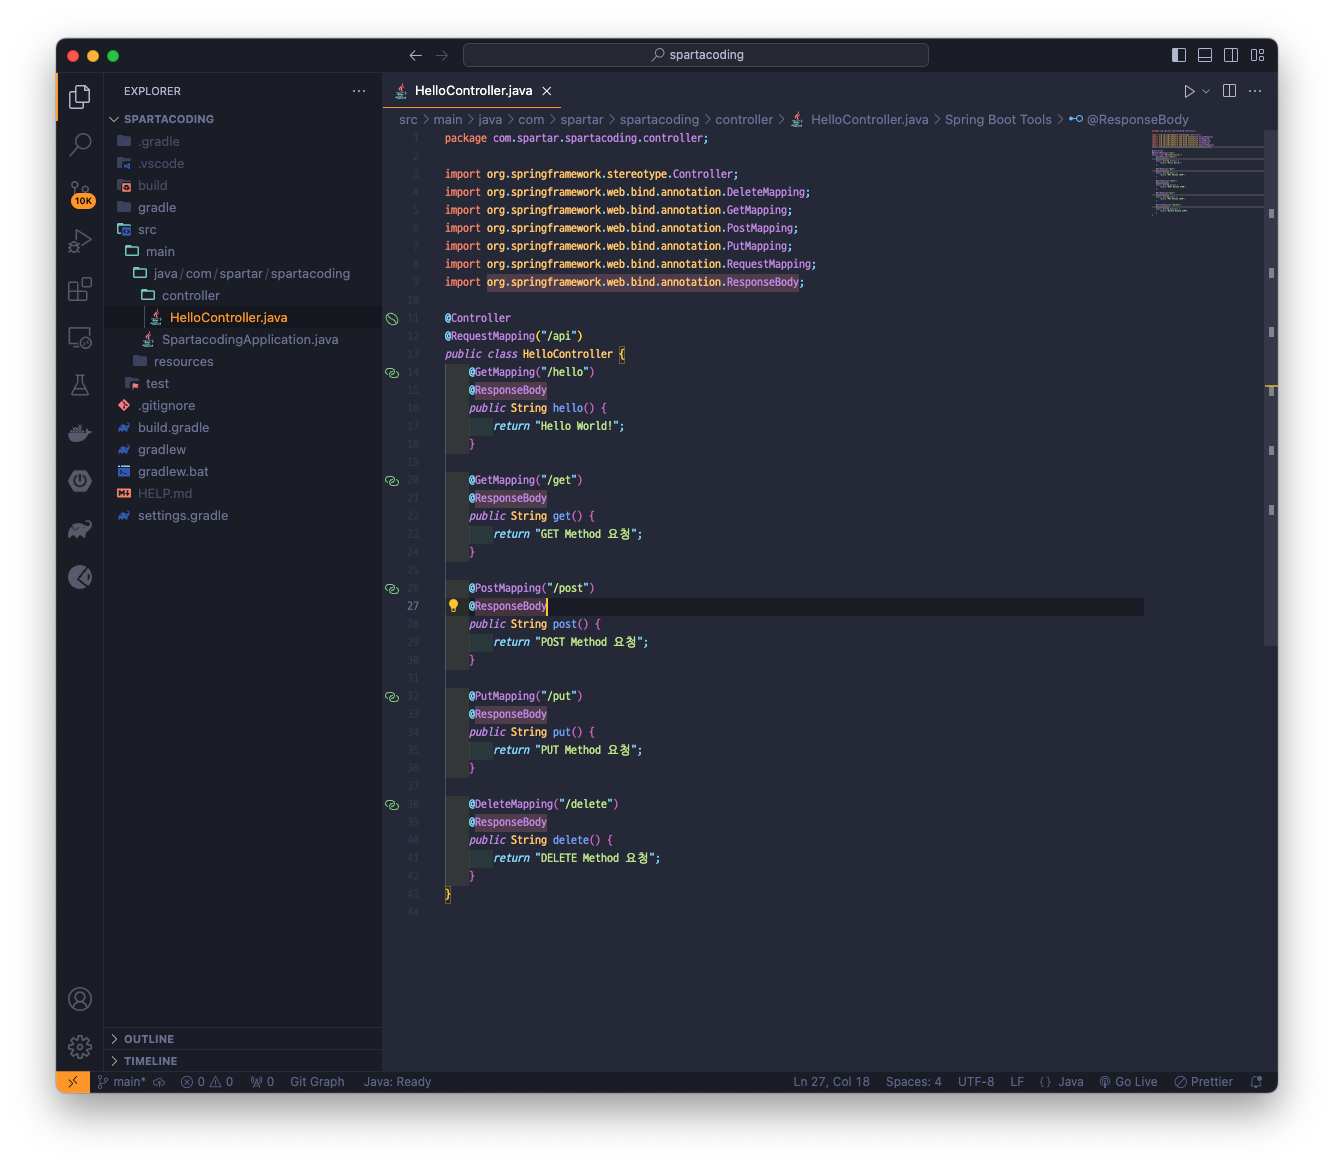 spartacoding
EXPLORER
SPARTACODING
.gradle
.vscode
build
gradle
src
main
java / com / spartar / spartacoding
controller
HelloController.java
SpartacodingApplication.java
resources
test
.gitignore
build.gradle
gradlew
gradlew.bat
HELP.md
settings.gradle
10K
OUTLINE
TIMELINE
HelloController.java
src > main > java > com > spartar > spartacoding > controller > HelloController.java > Spring Boot Tools > @ResponseBody
1 package com.spartar.spartacoding.controller;
2
3 import org.springframework.stereotype.Controller;
4 import org.springframework.web.bind.annotation.DeleteMapping;
5 import org.springframework.web.bind.annotation.GetMapping;
6 import org.springframework.web.bind.annotation.PostMapping;
7 import org.springframework.web.bind.annotation.PutMapping;
8 import org.springframework.web.bind.annotation.RequestMapping;
9 import org.springframework.web.bind.annotation.ResponseBody;
10
11 @Controller
12 @RequestMapping("/api")
13 public class HelloController {
14 @GetMapping("/hello")
15 @ResponseBody
16 public String hello() {
17 return "Hello World!";
18 }
19
20 @GetMapping("/get")
21 @ResponseBody
22 public String get() {
23 return "GET Method 요청";
24 }
25
26 @PostMapping("/post")
27 @ResponseBody
28 public String post() {
29 return "POST Method 요청";
30 }
31
32 @PutMapping("/put")
33 @ResponseBody
34 public String put() {
35 return "PUT Method 요청";
36 }
37
38 @DeleteMapping("/delete")
39 @ResponseBody
40 public String delete() {
41 return "DELETE Method 요청";
42 }
43 }
44
main* 0 0 0 Git Graph Java: Ready Ln 27, Col 18 Spaces: 4 UTF-8 LF {} Java Go Live Prettier